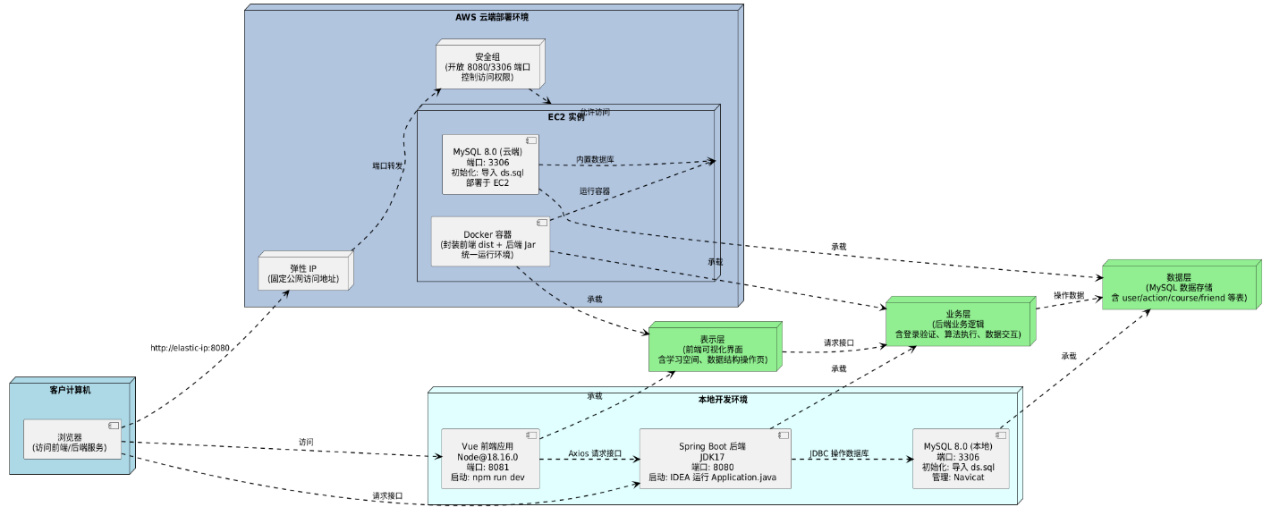 AWS 云端部署环境
安全组
(开放 8080/3306 端口
控制访问权限)
允许访问
EC2 实例
MySQL 8.0 (云端)
端口: 3306
初始化: 导入 ds.sql
部署于 EC2
内置数据库
运行容器
端口转发
Docker 容器
(封装前端 dist + 后端 Jar
统一运行环境)
弹性 IP
(固定公网访问地址)
承载
承载
承载
数据层
(MySQL 数据存储
含 user/action/course/friend 等表)
操作数据
业务层
(后端业务逻辑
含登录验证、算法执行、数据交互)
表示层
(前端可视化界面
含学习空间、数据结构操作页)
请求接口
http://elastic-ip:8080
承载
承载
承载
客户计算机
浏览器
(访问前端/后端服务)
访问
请求接口
本地开发环境
Vue 前端应用
Node@18.16.0
端口: 8081
启动: npm run dev
Axios 请求接口
Spring Boot 后端
JDK17
端口: 8080
启动: IDEA 运行 Application.java
JDBC 操作数据库
MySQL 8.0 (本地)
端口: 3306
初始化: 导入 ds.sql
管理: Navicat